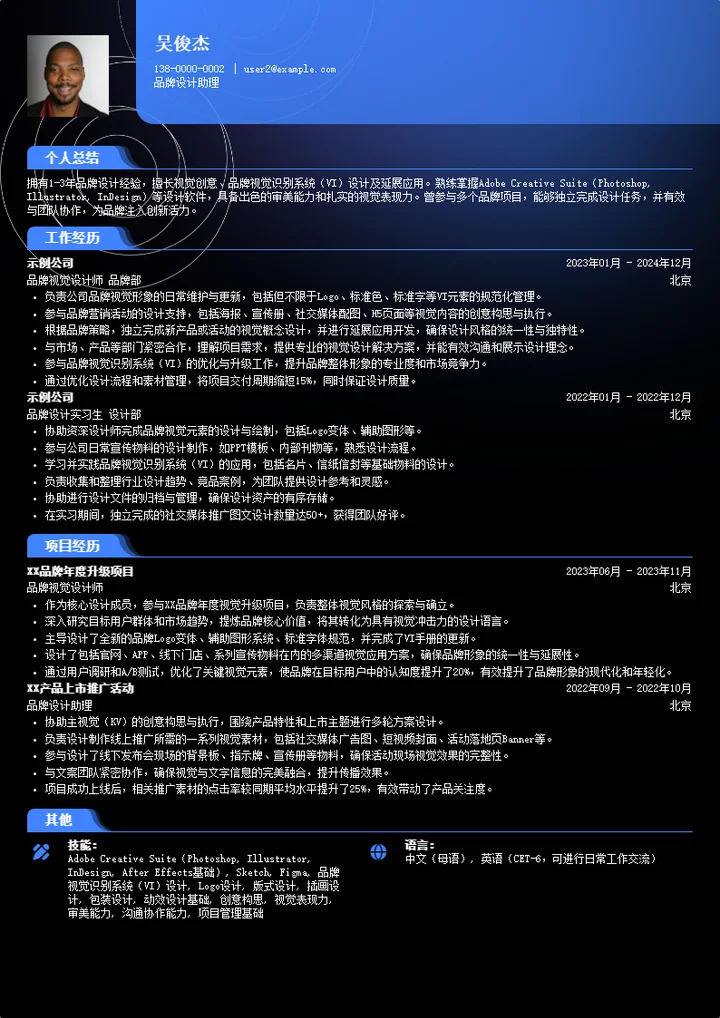 吴俊杰
138-0000-0002 | user2@example.com
品牌设计助理
个人总结
拥有1-3年品牌设计经验，擅长视觉创意、品牌视觉识别系统（VI）设计及延展应用。熟练掌握Adobe Creative Suite（Photoshop,
Illustrator, InDesign）等设计软件，具备出色的审美能力和扎实的视觉表现力。曾参与多个品牌项目，能够独立完成设计任务，并有效
与团队协作，为品牌注入创新活力。
工作经历
示例公司 2023年01月 - 2024年12月
品牌视觉设计师 品牌部 北京
• 负责公司品牌视觉形象的日常维护与更新，包括但不限于Logo、标准色、标准字等VI元素的规范化管理。
• 参与品牌营销活动的设计支持，包括海报、宣传册、社交媒体配图、H5页面等视觉内容的创意构思与执行。
• 根据品牌策略，独立完成新产品或活动的视觉概念设计，并进行延展应用开发，确保设计风格的统一性与独特性。
• 与市场、产品等部门紧密合作，理解项目需求，提供专业的视觉设计解决方案，并能有效沟通和展示设计理念。
• 参与品牌视觉识别系统（VI）的优化与升级工作，提升品牌整体形象的专业度和市场竞争力。
• 通过优化设计流程和素材管理，将项目交付周期缩短15%，同时保证设计质量。
示例公司 2022年01月 - 2022年12月
品牌设计实习生 设计部 北京
• 协助资深设计师完成品牌视觉元素的设计与绘制，包括Logo变体、辅助图形等。
• 参与公司日常宣传物料的设计制作，如PPT模板、内部刊物等，熟悉设计流程。
• 学习并实践品牌视觉识别系统（VI）的应用，包括名片、信纸信封等基础物料的设计。
• 负责收集和整理行业设计趋势、竞品案例，为团队提供设计参考和灵感。
• 协助进行设计文件的归档与管理，确保设计资产的有序存储。
• 在实习期间，独立完成的社交媒体推广图文设计数量达50+，获得团队好评。
项目经历
XX品牌年度升级项目 2023年06月 - 2023年11月
品牌视觉设计师 北京
• 作为核心设计成员，参与XX品牌年度视觉升级项目，负责整体视觉风格的探索与确立。
• 深入研究目标用户群体和市场趋势，提炼品牌核心价值，将其转化为具有视觉冲击力的设计语言。
• 主导设计了全新的品牌Logo变体、辅助图形系统、标准字体规范，并完成了VI手册的更新。
• 设计了包括官网、APP、线下门店、系列宣传物料在内的多渠道视觉应用方案，确保品牌形象的统一性与延展性。
• 通过用户调研和A/B测试，优化了关键视觉元素，使品牌在目标用户中的认知度提升了20%，有效提升了品牌形象的现代化和年轻化。
XX产品上市推广活动 2022年09月 - 2022年10月
品牌设计助理 北京
• 协助主视觉（KV）的创意构思与执行，围绕产品特性和上市主题进行多轮方案设计。
• 负责设计制作线上推广所需的一系列视觉素材，包括社交媒体广告图、短视频封面、活动落地页Banner等。
• 参与设计了线下发布会现场的背景板、指示牌、宣传册等物料，确保活动现场视觉效果的完整性。
• 与文案团队紧密协作，确保视觉与文字信息的完美融合，提升传播效果。
• 项目成功上线后，相关推广素材的点击率较同期平均水平提升了25%，有效带动了产品关注度。
其他
技能：
Adobe Creative Suite（Photoshop, Illustrator,
InDesign, After Effects基础）, Sketch, Figma, 品牌
视觉识别系统（VI）设计, Logo设计, 版式设计, 插画设
计, 包装设计, 动效设计基础, 创意构思, 视觉表现力,
审美能力, 沟通协作能力, 项目管理基础
语言：
中文（母语）, 英语（CET-6，可进行日常工作交流）